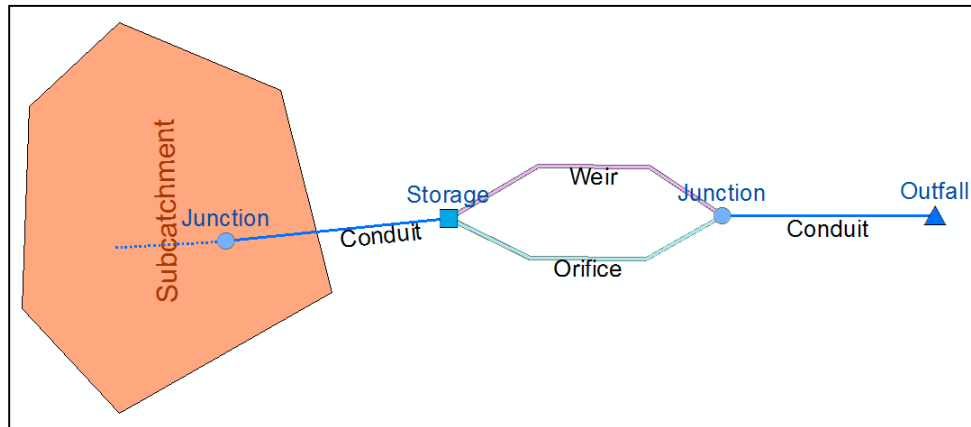 Subcatchment
Junction
Conduit
Storage
Weir
Orifice
Junction
Conduit
Outfall